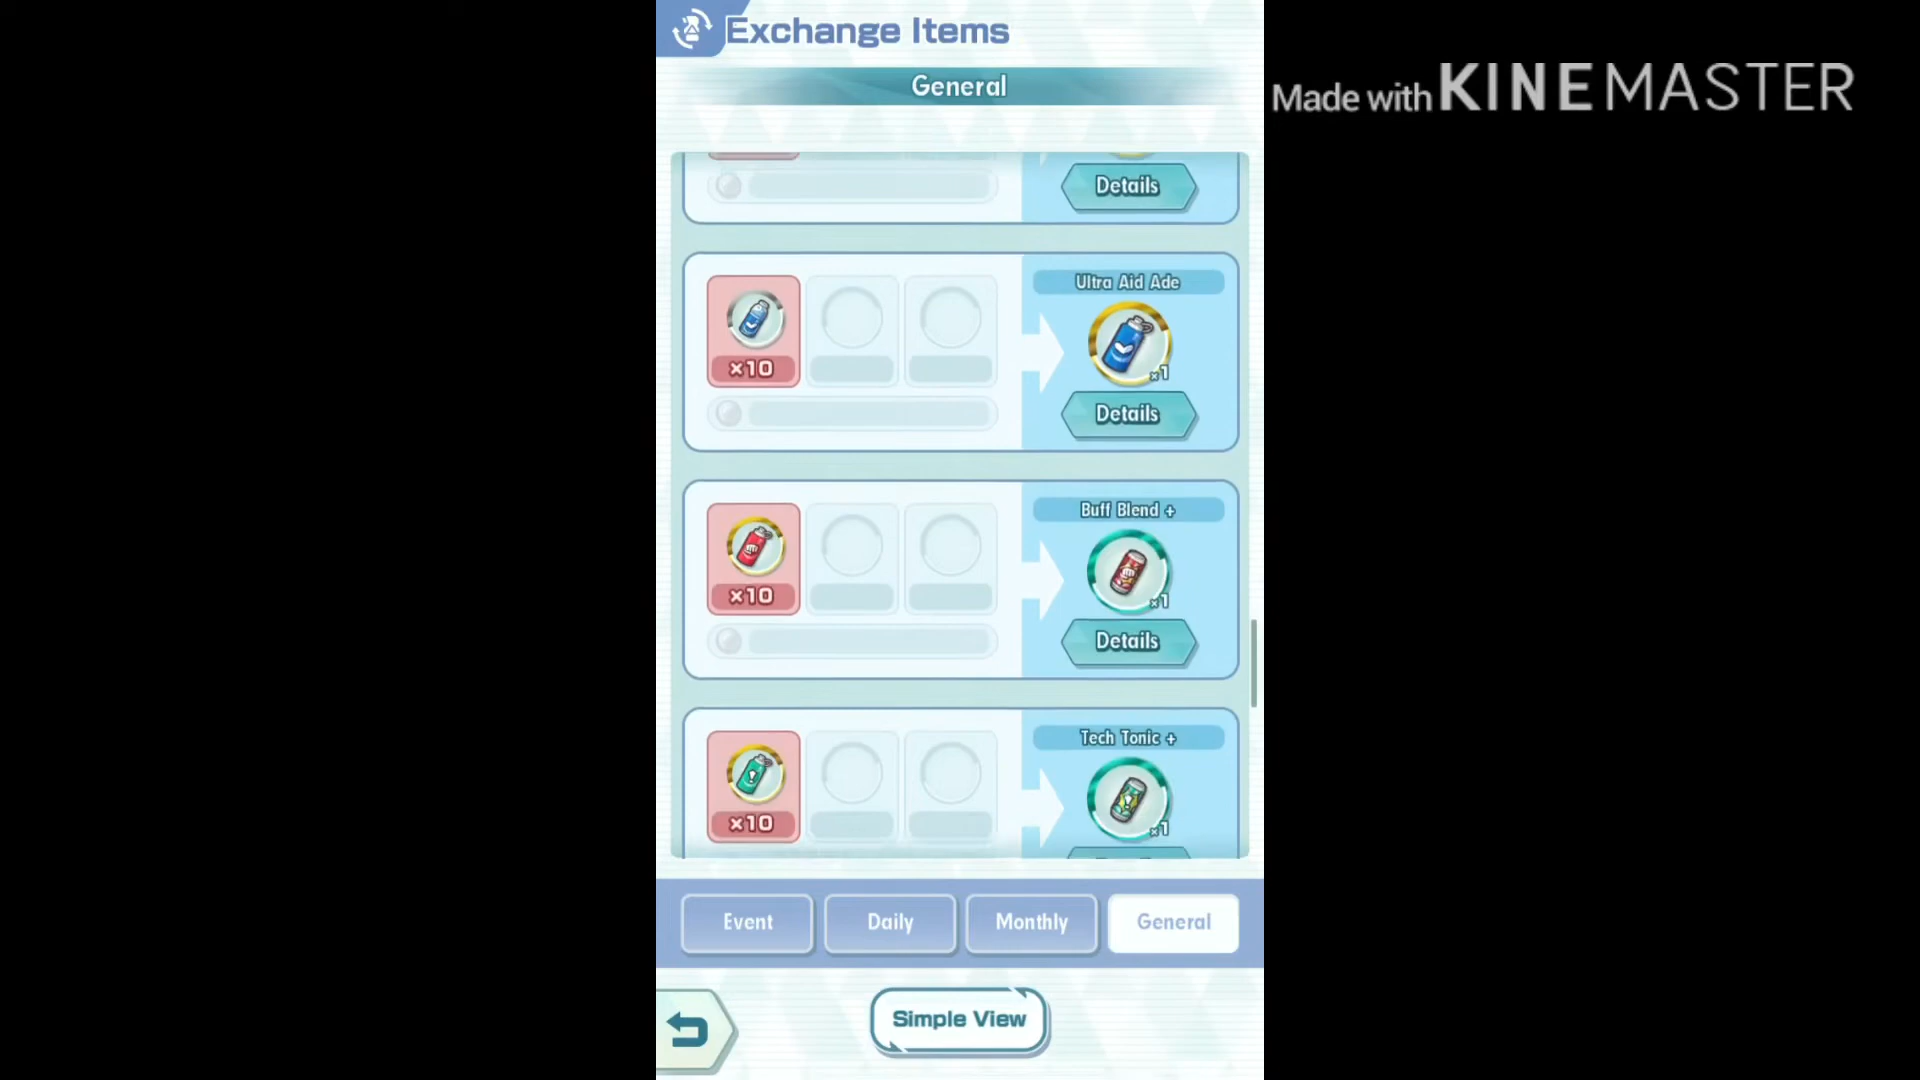 Exchange Items
Made with KINEMASTER
General
Details
Ultra Aid Ade
×10
×1
Details
Buff Blend +
×10
×1
Details
Tech Tonic +
×10
×1
Event
Daily
Monthly
General
Simple View